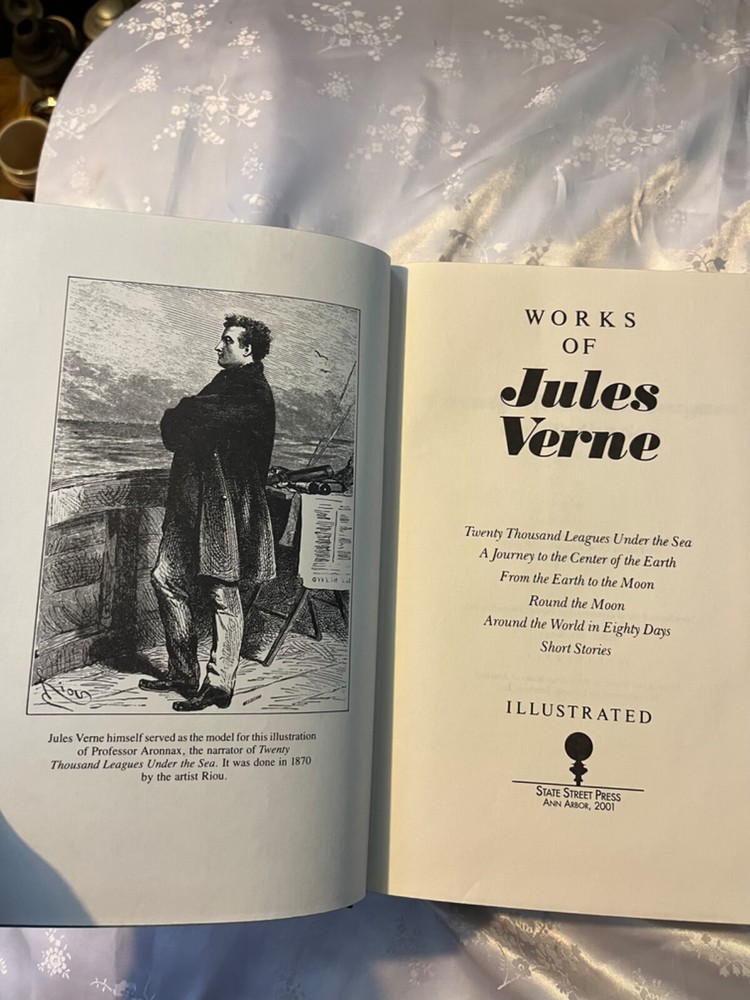 Riou
Jules Verne himself served as the model for this illustration
of Professor Aronnax, the narrator of Twenty
Thousand Leagues Under the Sea. It was done in 1870
by the artist Riou.
WORKS
OF
Jules
Verne
Twenty Thousand Leagues Under the Sea
A Journey to the Center of the Earth
From the Earth to the Moon
Round the Moon
Around the World in Eighty Days
Short Stories
ILLUSTRATED
STATE STREET PRESS
ANN ARBOR, 2001